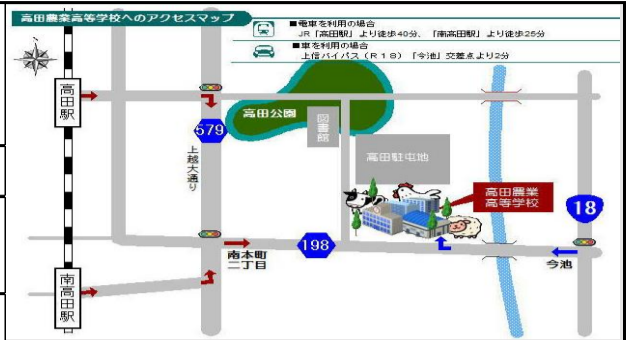 高田農業高等学校へのアクセスマップ
■電車を利用の場合
JR「高田駅」より徒歩40分、「南高田駅」より徒歩25分
■車を利用の場合
上信バイパス（R18）「今池」交差点より2分
高田駅
579
上越大通り
高田公園
図書館
高田駐屯地
高田農業
高等学校
18
南本町
二丁目
198
今池
南高田駅